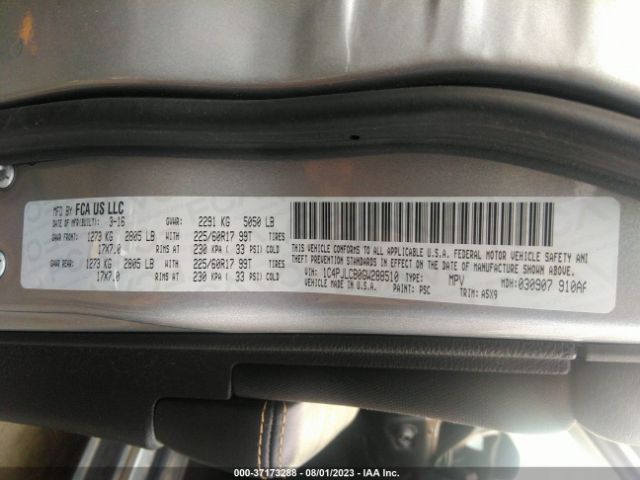 MFD BY FCA US LLC
DATE OF MFR(BUILT): 3-16 GVWR: 2291 KG 5050 LB
GAWR FRONT: 1273 KG 2805 LB WITH 225/60R17 99T TIRES
17X7.0 RIMS AT 230 KPA ( 33 PSI) COLD
GAWR REAR: 1273 KG 2805 LB WITH 225/60R17 99T TIRES
17X7.0 RIMS AT 230 KPA ( 33 PSI) COLD
THIS VEHICLE CONFORMS TO ALL APPLICABLE U.S.A. FEDERAL MOTOR VEHICLE SAFETY AND
THEFT PREVENTION STANDARDS IN EFFECT ON THE DATE OF MANUFACTURE SHOWN ABOVE
VIN: 1C4PJLCB0GW288510 TYPE: MPV MDH:030907 910AF
VEHICLE MADE IN U.S.A. PAINT: PSC TRIM: A5X9
000-37173288 - 08/01/2023 - IAA Inc.